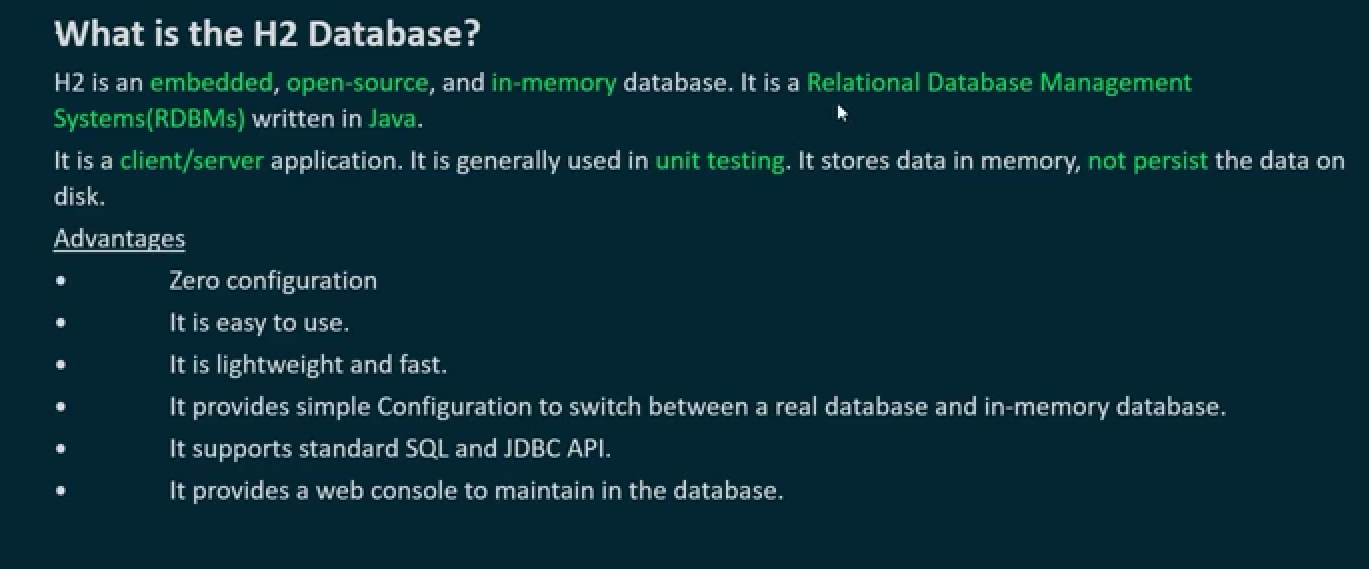 What is the H2 Database?
H2 is an embedded, open-source, and in-memory database. It is a Relational Database Management
Systems(RDBMs) written in Java.
It is a client/server application. It is generally used in unit testing. It stores data in memory, not persist the data on
disk.
Advantages
• Zero configuration
• It is easy to use.
• It is lightweight and fast.
• It provides simple Configuration to switch between a real database and in-memory database.
• It supports standard SQL and JDBC API.
• It provides a web console to maintain in the database.